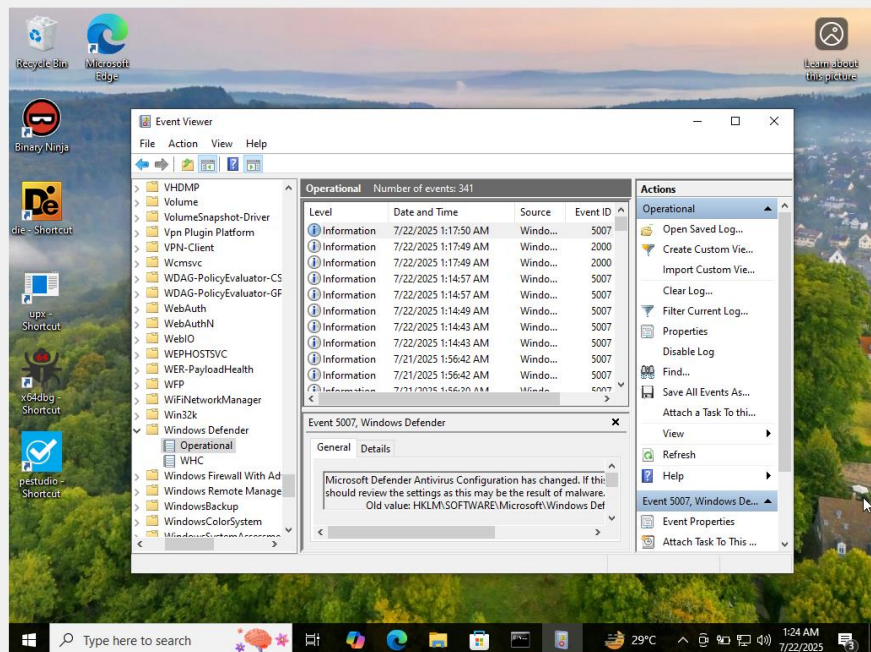 Recycle Bin
Microsoft Edge
Learn about this picture
Binary Ninja
die - Shortcut
upx - Shortcut
x64dbg - Shortcut
pestudio - Shortcut
Event Viewer
File Action View Help
VHDMP
Volume
VolumeSnapshot-Driver
Vpn Plugin Platform
VPN-Client
Wcmsvc
WDAG-PolicyEvaluator-CS
WDAG-PolicyEvaluator-GP
WebAuth
WebAuthN
WebIO
WEPHOSTSVC
WER-PayloadHealth
WFP
WiFiNetworkManager
Win32k
Windows Defender
Operational
WHC
Windows Firewall With Ad
Windows Remote Manage
WindowsBackup
WindowsColorSystem
WindowsSystemAssessme
Operational Number of events: 341
Level Date and Time Source Event ID
Information 7/22/2025 1:17:50 AM Windo... 5007
Information 7/22/2025 1:17:49 AM Windo... 2000
Information 7/22/2025 1:17:49 AM Windo... 2000
Information 7/22/2025 1:14:57 AM Windo... 5007
Information 7/22/2025 1:14:57 AM Windo... 5007
Information 7/22/2025 1:14:49 AM Windo... 5007
Information 7/22/2025 1:14:43 AM Windo... 5007
Information 7/22/2025 1:14:43 AM Windo... 5007
Information 7/21/2025 1:56:42 AM Windo... 5007
Information 7/21/2025 1:56:42 AM Windo... 5007
Information 7/21/2025 1:56:20 AM Windo... 5007
Event 5007, Windows Defender
General Details
Microsoft Defender Antivirus Configuration has changed. If this
should review the settings as this may be the result of malware.
Old value: HKLM\SOFTWARE\Microsoft\Windows Def
Actions
Operational
Open Saved Log...
Create Custom Vie...
Import Custom Vie...
Clear Log...
Filter Current Log...
Properties
Disable Log
Find...
Save All Events As...
Attach a Task To thi...
View
Refresh
Help
Event 5007, Windows De...
Event Properties
Attach Task To This ...
Type here to search
29°C
1:24 AM
7/22/2025
3